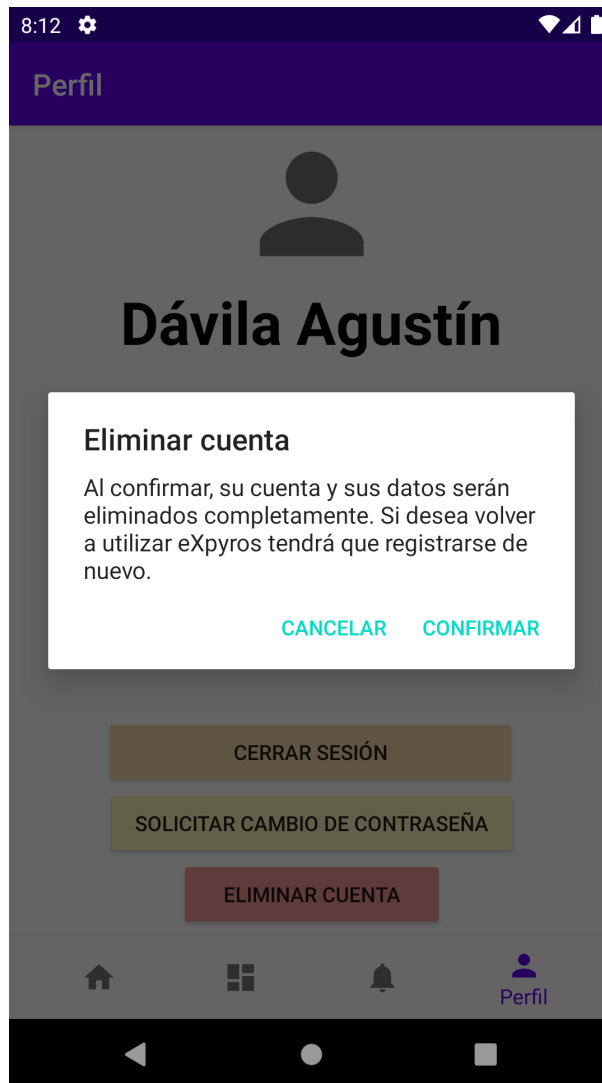 8:12
Perfil
Dávila Agustín
Eliminar cuenta
Al confirmar, su cuenta y sus datos serán
eliminados completamente. Si desea volver
a utilizar eXpyros tendrá que registrarse de
nuevo.
CANCELAR CONFIRMAR
CERRAR SESIÓN
SOLICITAR CAMBIO DE CONTRASEÑA
ELIMINAR CUENTA
Perfil